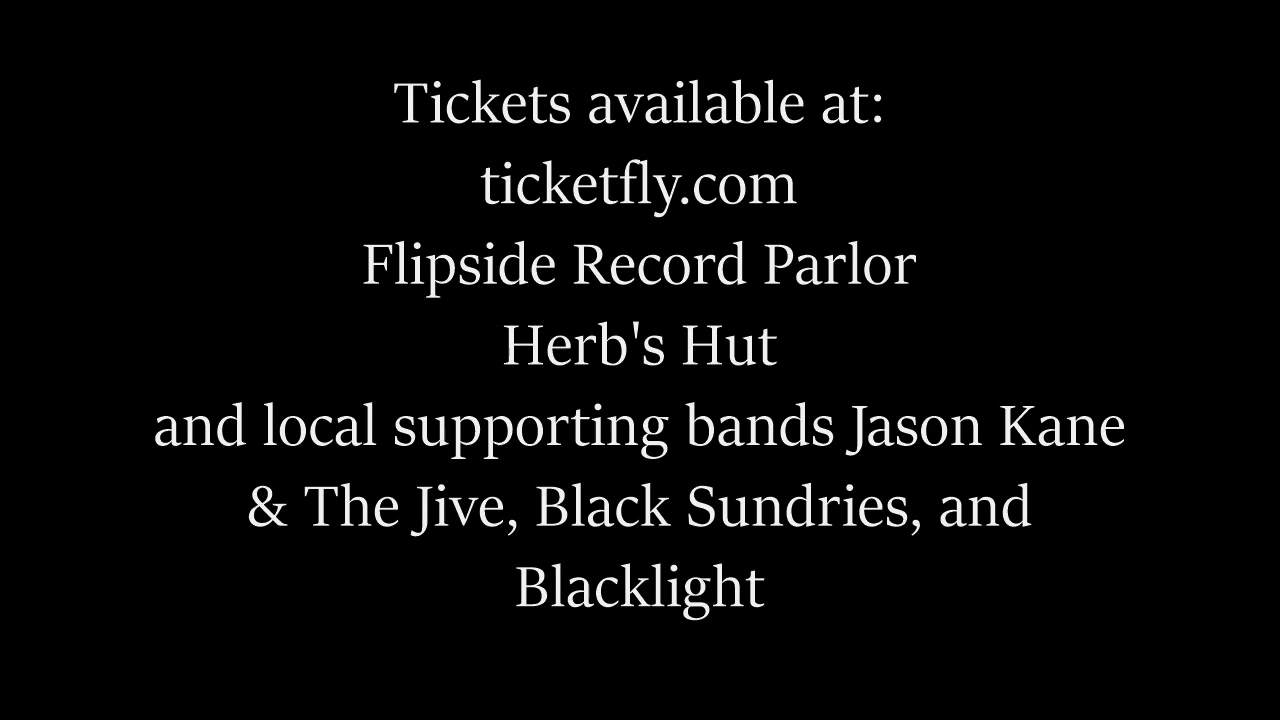 Tickets available at:
ticketfly.com
Flipside Record Parlor
Herb's Hut
and local supporting bands Jason Kane
& The Jive, Black Sundries, and
Blacklight